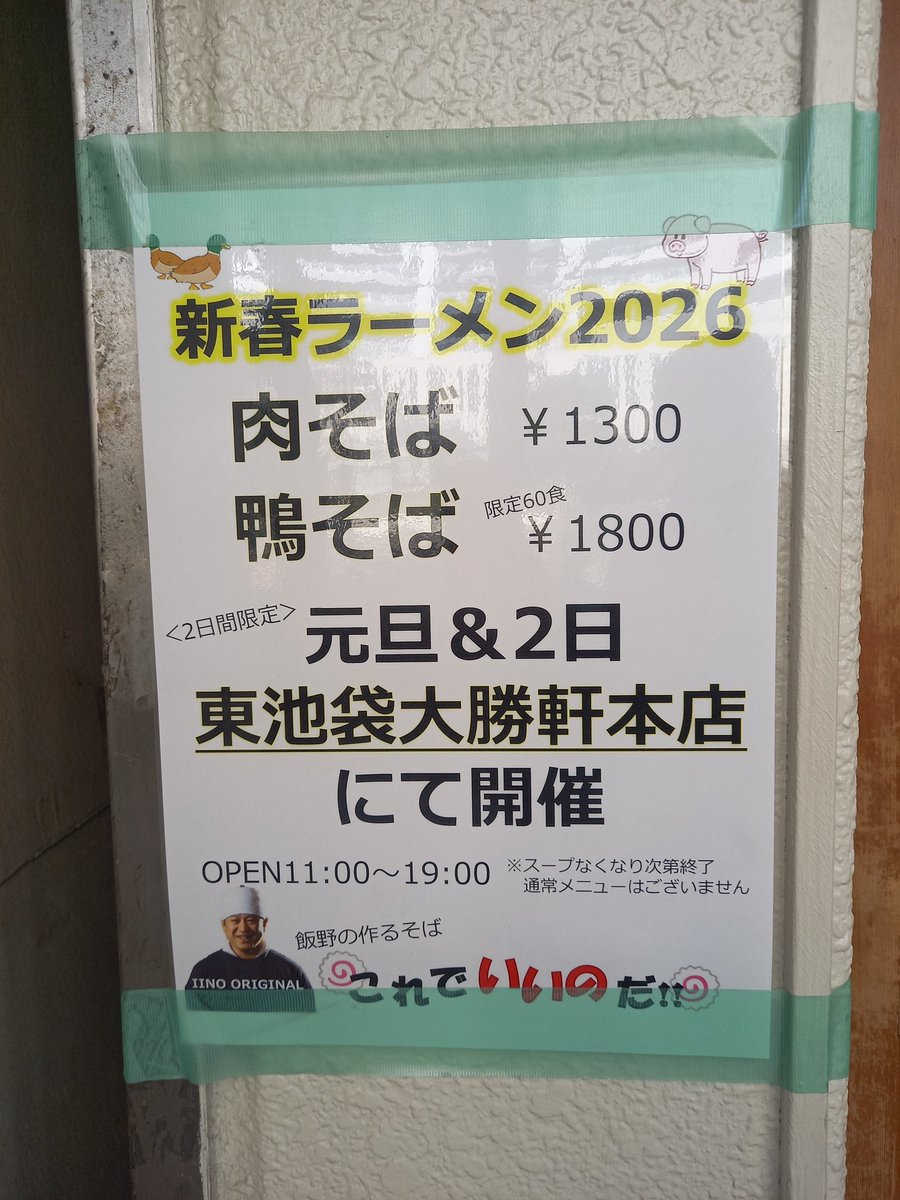 新春ラーメン2026
肉そば ¥1300
鴨そば 限定60食 ¥1800
<2日間限定> 元旦&2日
東池袋大勝軒本店
にて開催
OPEN11:00～19:00 ※スープなくなり次第終了
通常メニューはございません
飯野の作るそば
IINO ORIGINAL
これでいいのだ!!